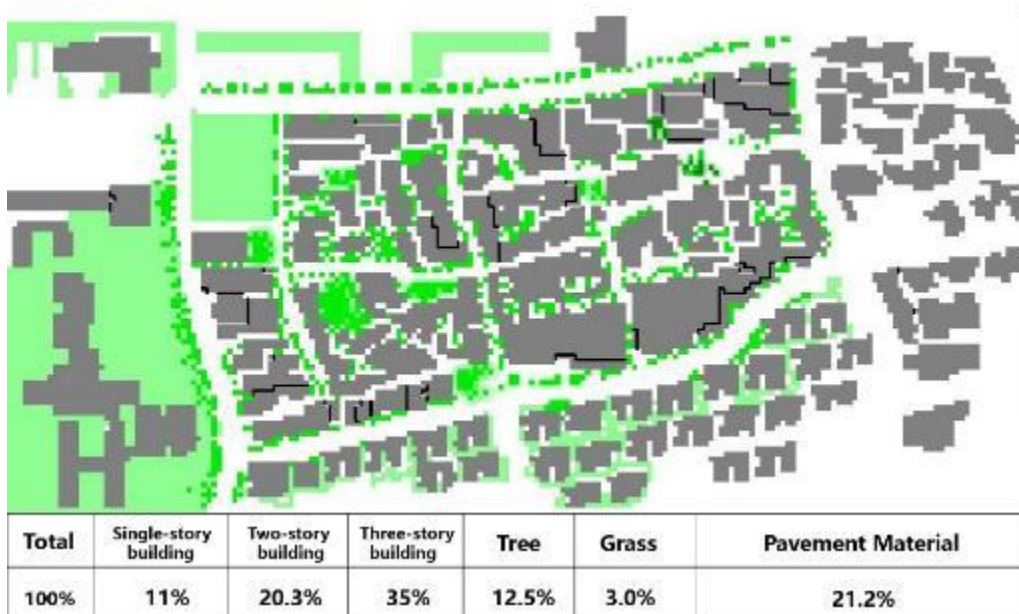 Total Single-story building Two-story building Three-story building Tree Grass Pavement Material
100% 11% 20.3% 35% 12.5% 3.0% 21.2%